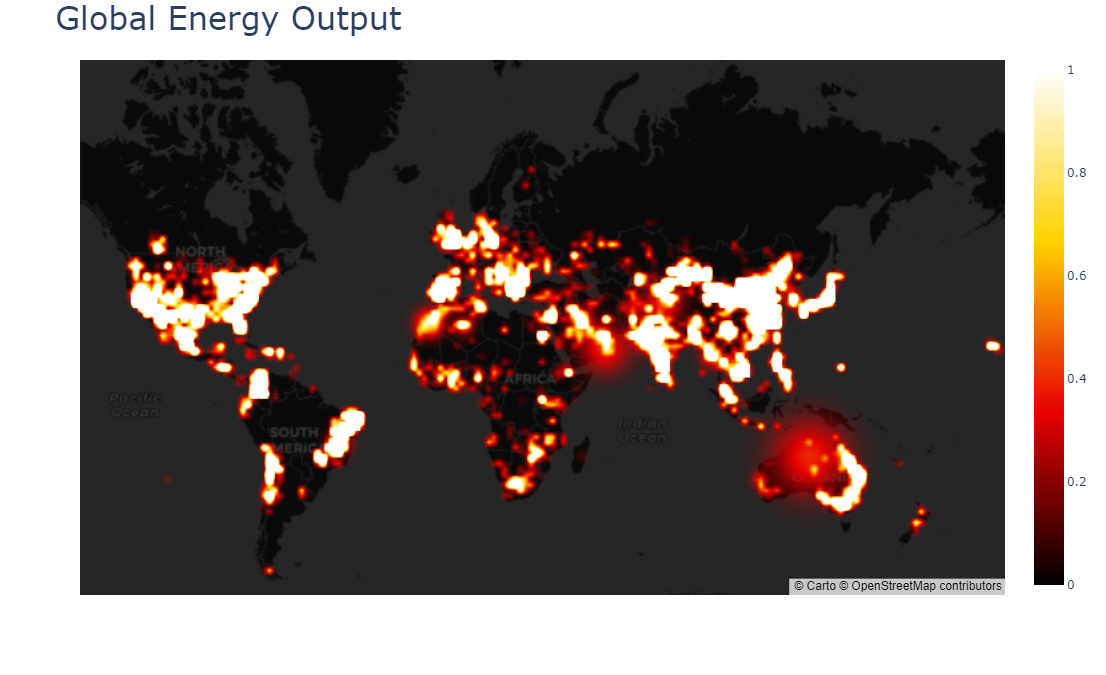 Global Energy Output
1
0.8
0.6
0.4
0.2
0
NORTH
AFRICA
Pacific
Ocean
Indian
Ocean
SOUTH
© Carto © OpenStreetMap contributors